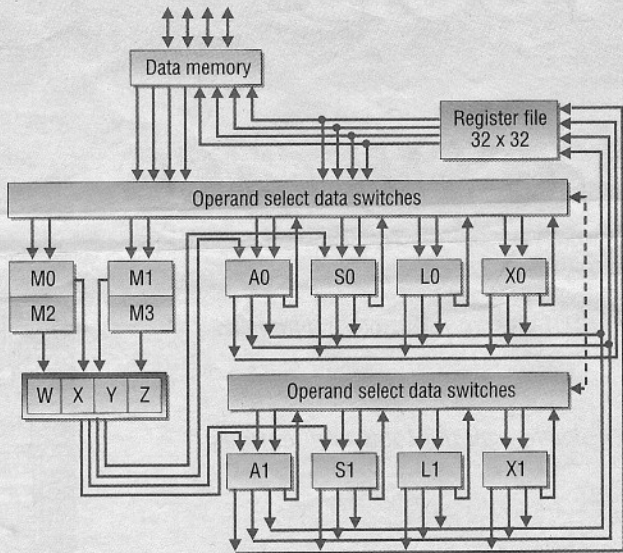 Data memory
Register file
32 x 32
Operand select data switches
M0
M1
A0
S0
L0
X0
M2
M3
W X Y Z
Operand select data switches
A1
S1
L1
X1